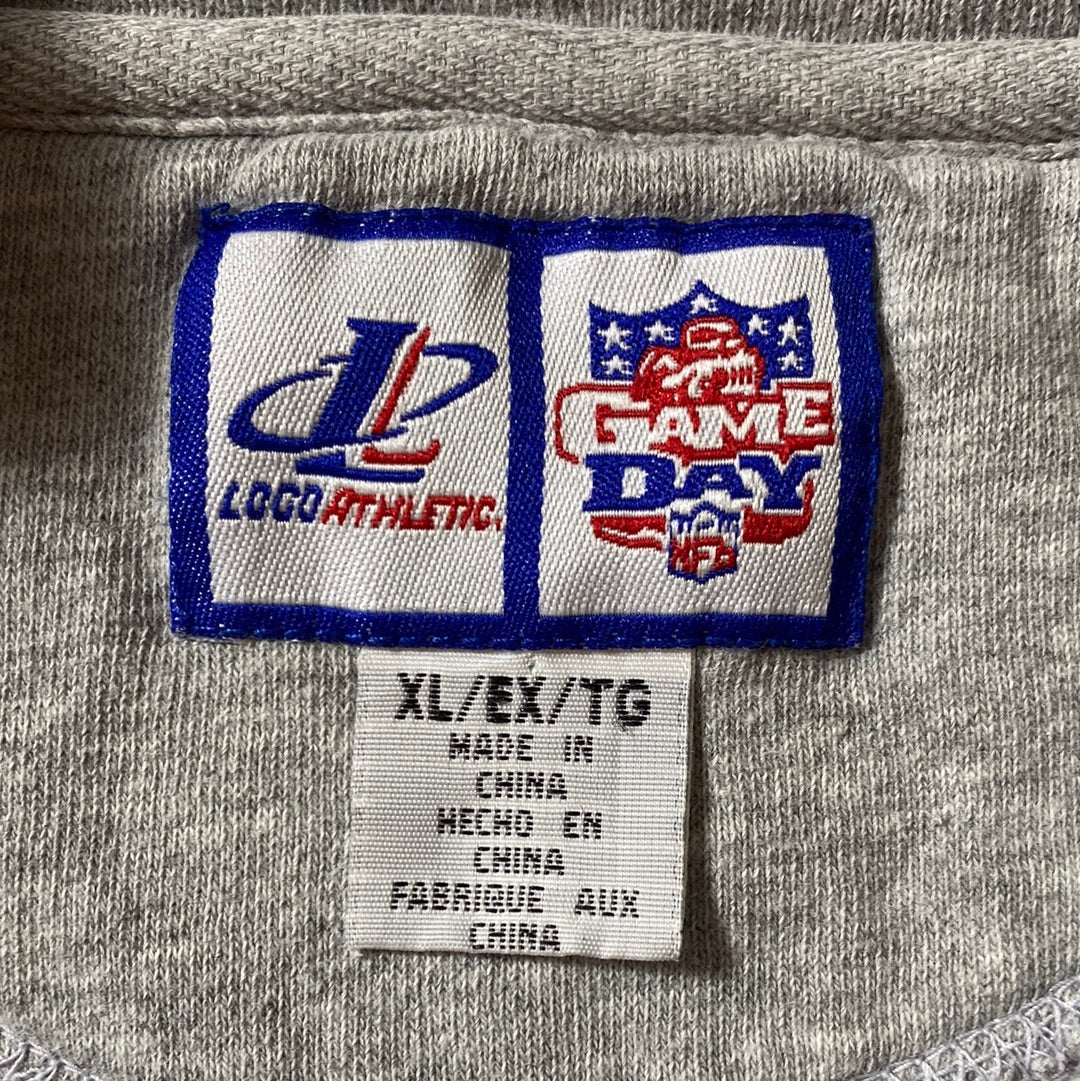 LOGO ATHLETIC.
GAME
DAY
NFL
XL/EX/TG
MADE IN
CHINA
HECHO EN
CHINA
FABRIQUE AUX
CHINA